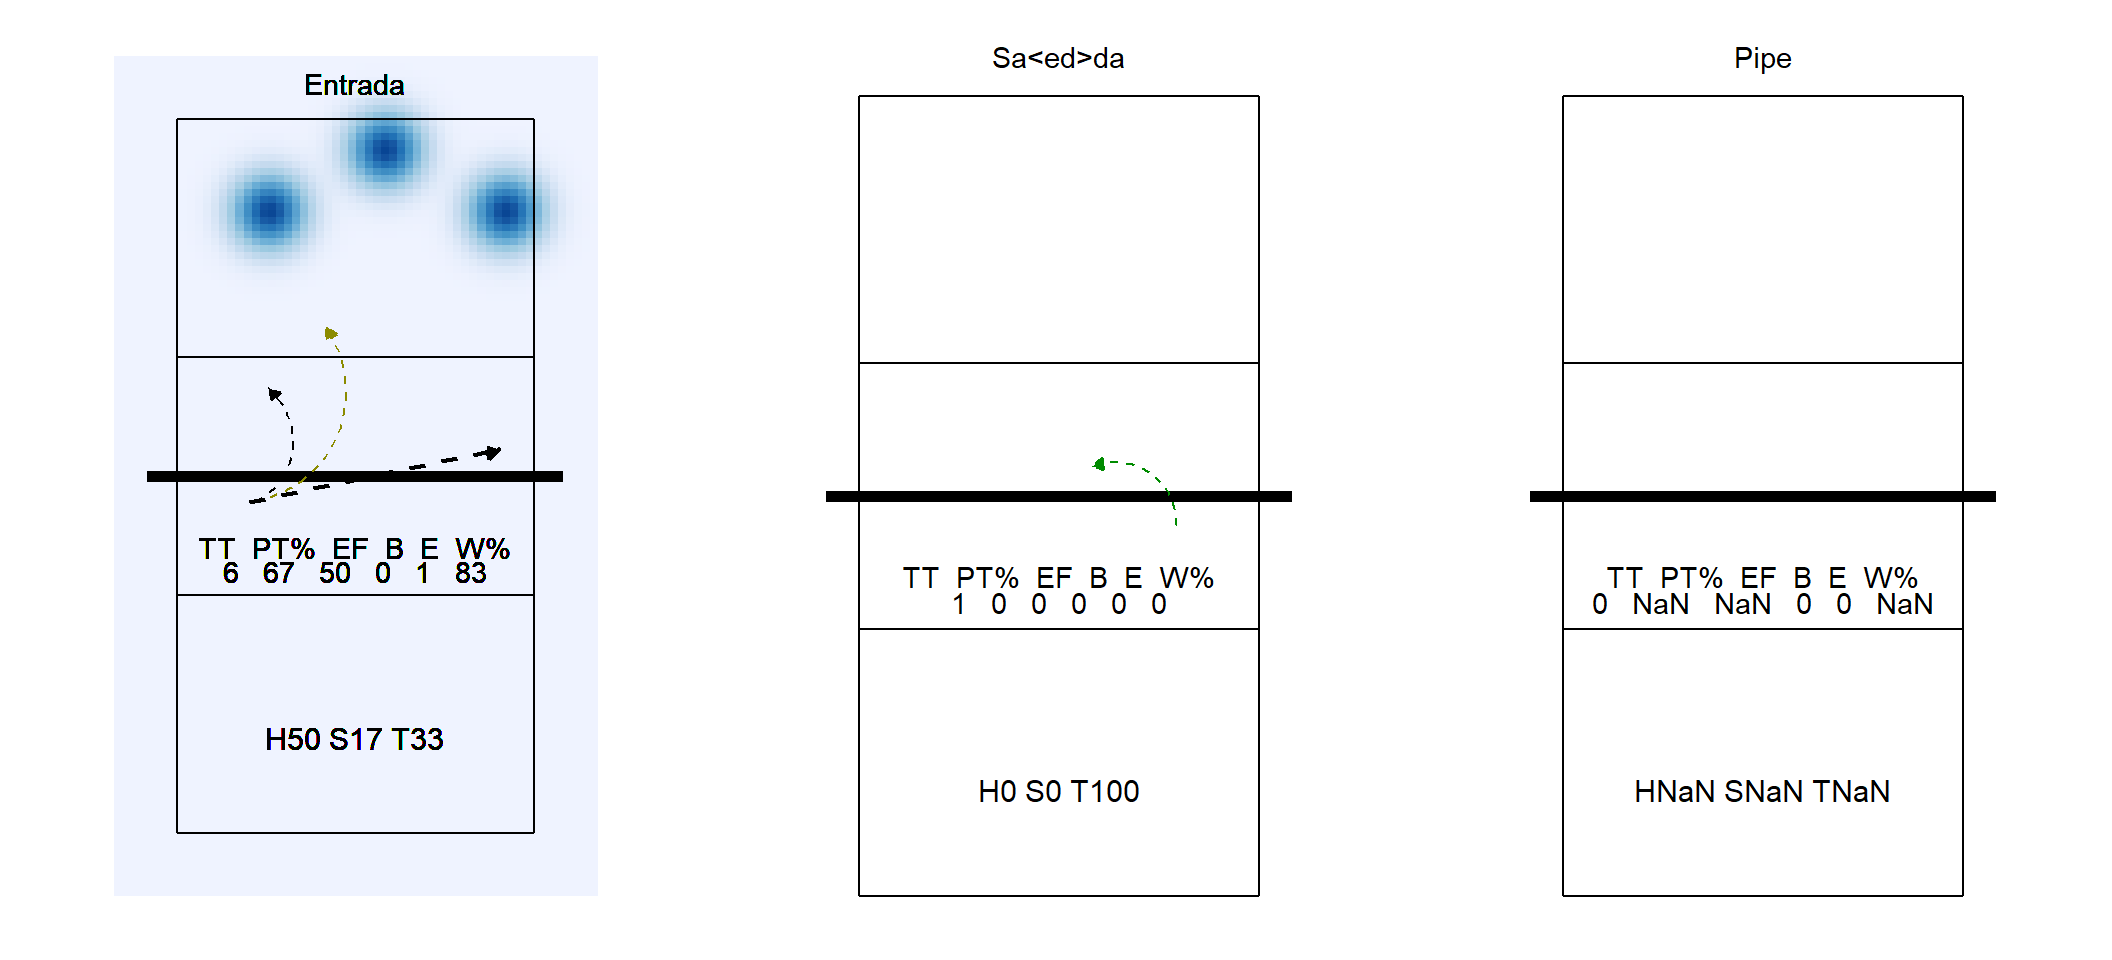 Entrada
TT PT% EF B E W%
6 67 50 0 1 83
H50 S17 T33
Sa<ed>da
TT PT% EF B E W%
1 0 0 0 0 0
H0 S0 T100
Pipe
TT PT% EF B E W%
0 NaN NaN 0 0 NaN
HNaN SNaN TNaN